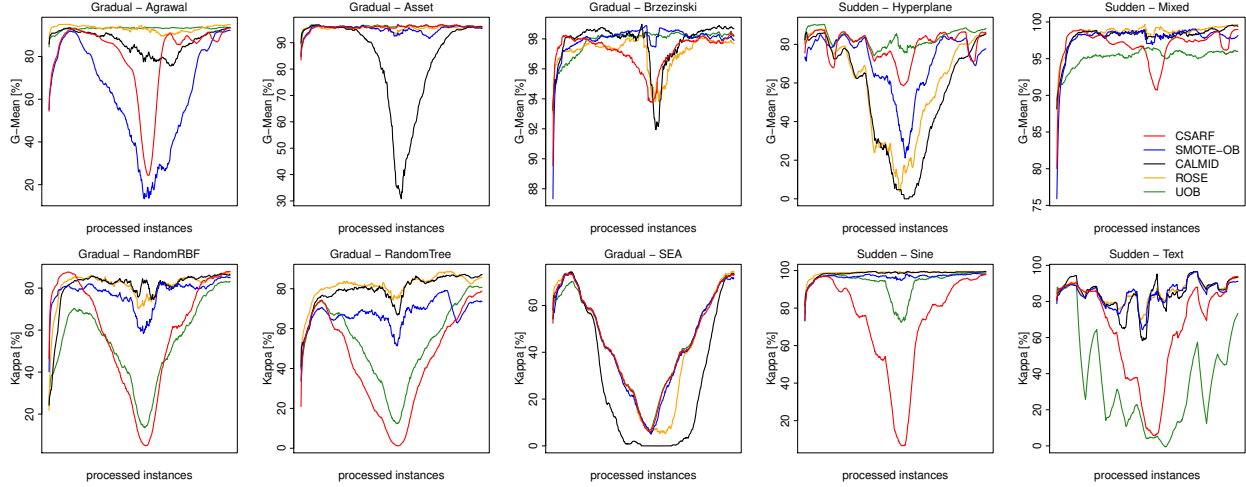 Gradual − Agrawal
G−Mean [%]
20 40 60 80
processed instances
Gradual − Asset
G−Mean [%]
30 40 50 60 70 80 90
processed instances
Gradual − Brzezinski
G−Mean [%]
88 90 92 94 96 98
processed instances
Sudden − Hyperplane
G−Mean [%]
0 20 40 60 80
processed instances
Sudden − Mixed
G−Mean [%]
75 80 85 90 95 100
CSARF
SMOTE−OB
CALMID
ROSE
UOB
processed instances
Gradual − RandomRBF
Kappa [%]
20 40 60 80
processed instances
Gradual − RandomTree
Kappa [%]
0 20 40 60 80
processed instances
Gradual − SEA
Kappa [%]
0 20 40 60
processed instances
Sudden − Sine
Kappa [%]
20 40 60 80 100
processed instances
Sudden − Text
Kappa [%]
0 20 40 60 80 100
processed instances